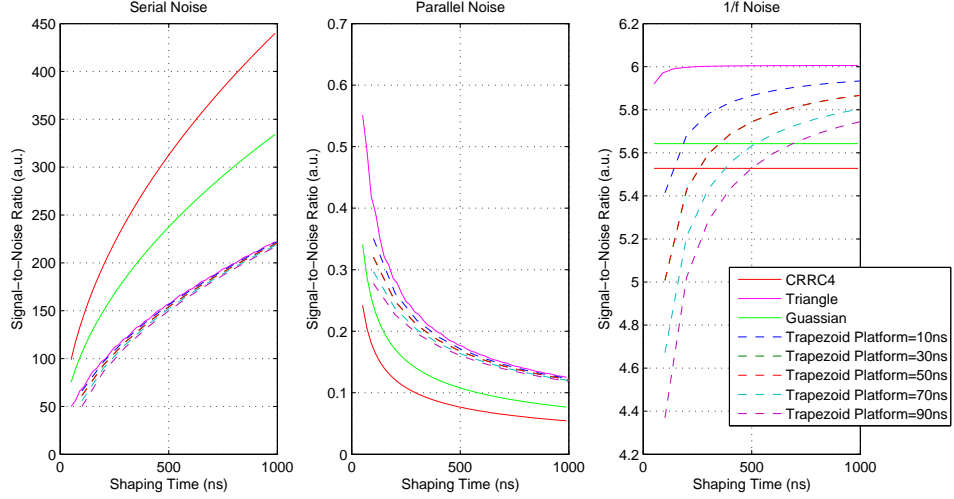 Serial Noise
Signal-to-Noise Ratio (a.u.)
450
400
350
300
250
200
150
100
50
0
0
500
1000
Shaping Time (ns)
Parallel Noise
Signal-to-Noise Ratio (a.u.)
0.7
0.6
0.5
0.4
0.3
0.2
0.1
0
0
500
1000
Shaping Time (ns)
1/f Noise
Signal-to-Noise Ratio (a.u.)
6.2
6
5.8
5.6
5.4
5.2
5
4.8
4.6
4.4
4.2
0
500
1000
Shaping Time (ns)
CRRC4
Triangle
Guassian
Trapezoid Platform=10ns
Trapezoid Platform=30ns
Trapezoid Platform=50ns
Trapezoid Platform=70ns
Trapezoid Platform=90ns